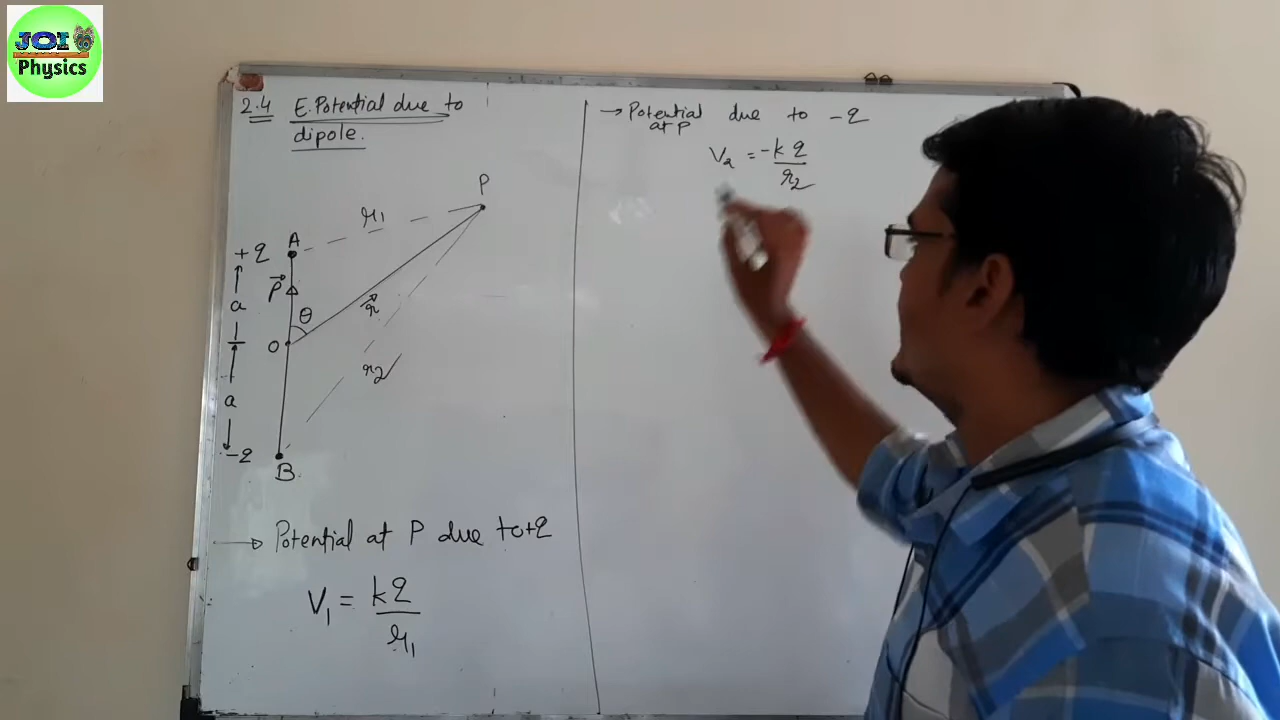 JOI
Physics
2.4 E. Potential due to
dipole.
P
r1
A
+q
a
P
θ
r
O
r2
a
-q
B
→ Potential at P due to +q
V1 = kq
r1
→ Potential due to -q
at P
V2 = -kq
r2